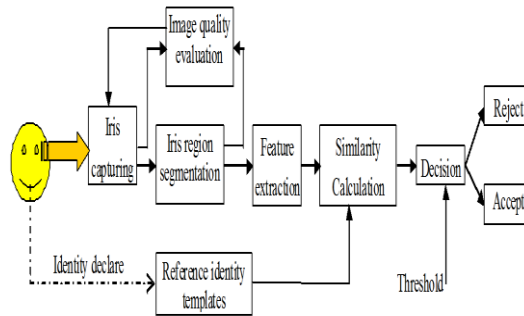 Image quality
evaluation
Iris
capturing
Iris region
segmentation
Feature
extraction
Similarity
Calculation
Decision
Reject
Accept
Identity declare
Reference identity
templates
Threshold